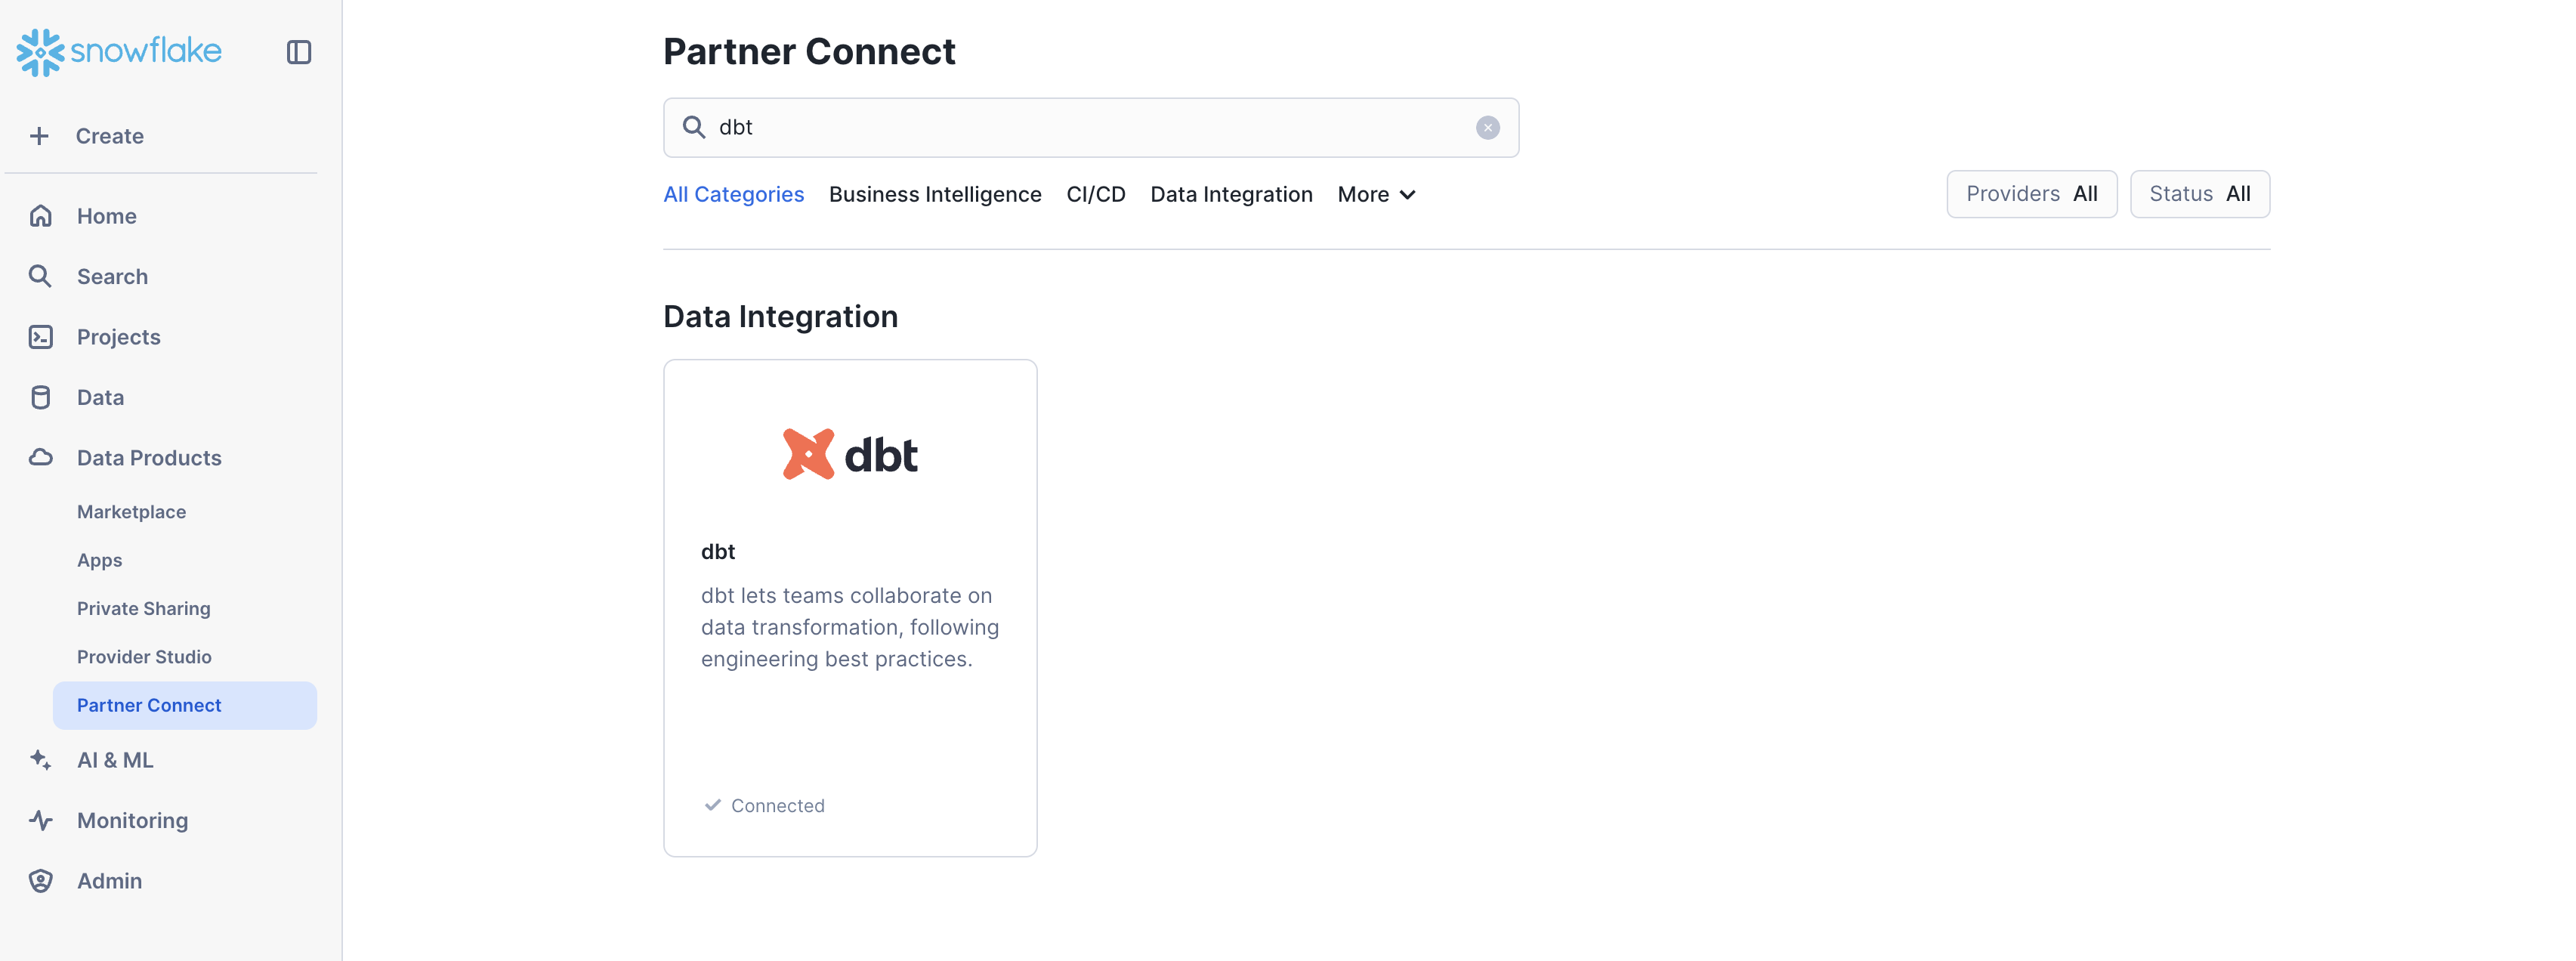 snowflake
Create
Home
Search
Projects
Data
Data Products
Marketplace
Apps
Private Sharing
Provider Studio
Partner Connect
AI & ML
Monitoring
Admin
Partner Connect
dbt
All Categories Business Intelligence CI/CD Data Integration More
Providers All Status All
Data Integration
dbt
dbt
dbt lets teams collaborate on
data transformation, following
engineering best practices.
Connected